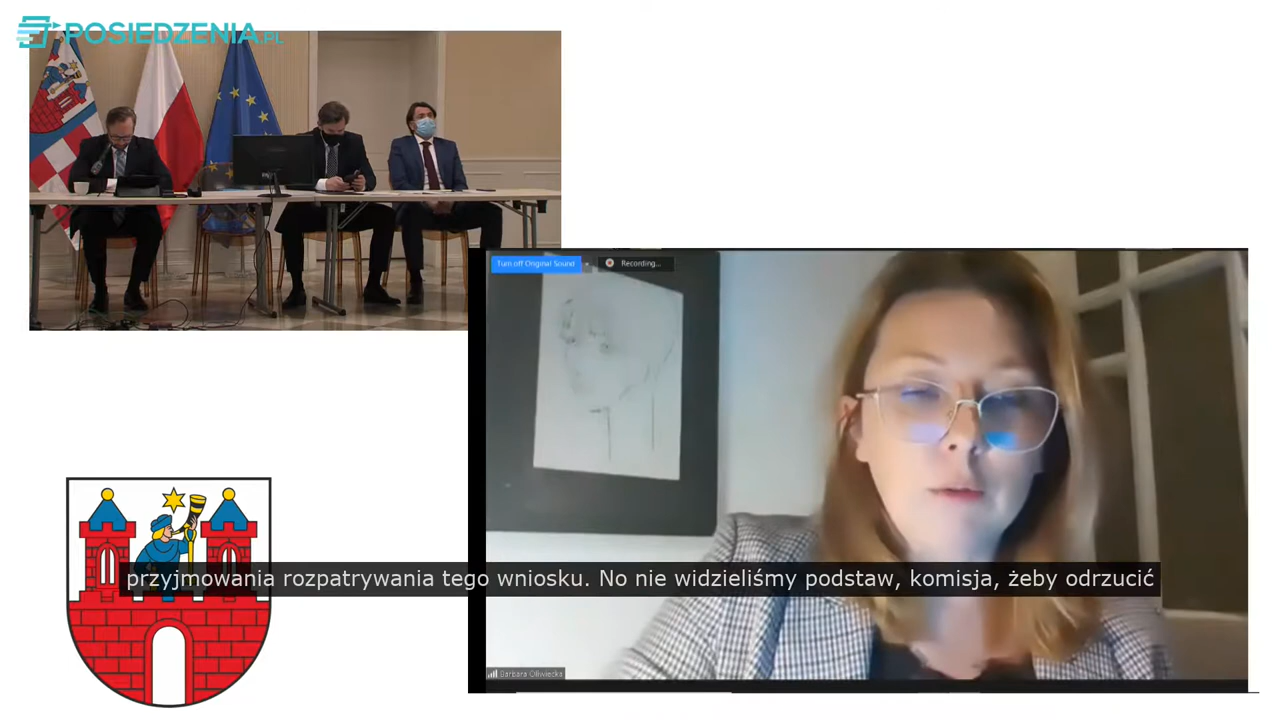 POSIEDZENIA.PL
Turn off Original Sound
Recording...
przyjmowania rozpatrywania tego wniosku. No nie widzieliśmy podstaw, komisja, żeby odrzucić
Barbara Oliwiecka